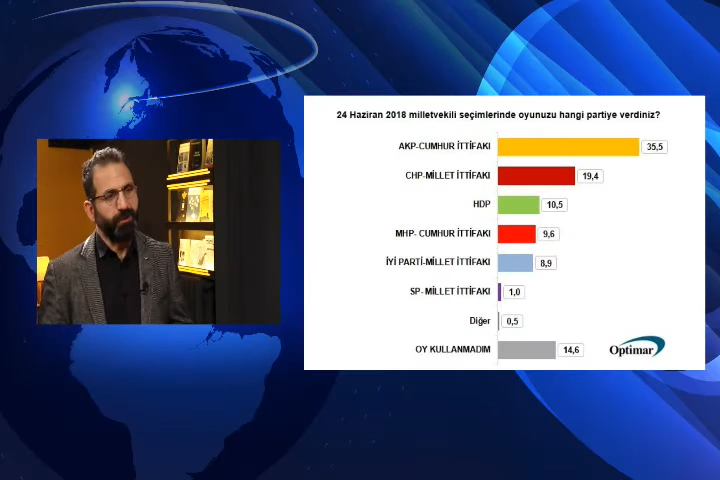 24 Haziran 2018 milletvekili seçimlerinde oyunuzu hangi partiye verdiniz?
AKP-CUMHUR İTTİFAKI 35,5
CHP-MİLLET İTTİFAKI 19,4
HDP 10,5
MHP- CUMHUR İTTİFAKI 9,6
İYİ PARTİ-MİLLET İTTİFAKI 8,9
SP- MİLLET İTTİFAKI 1,0
Diğer 0,5
OY KULLANMADIM 14,6
Optimar